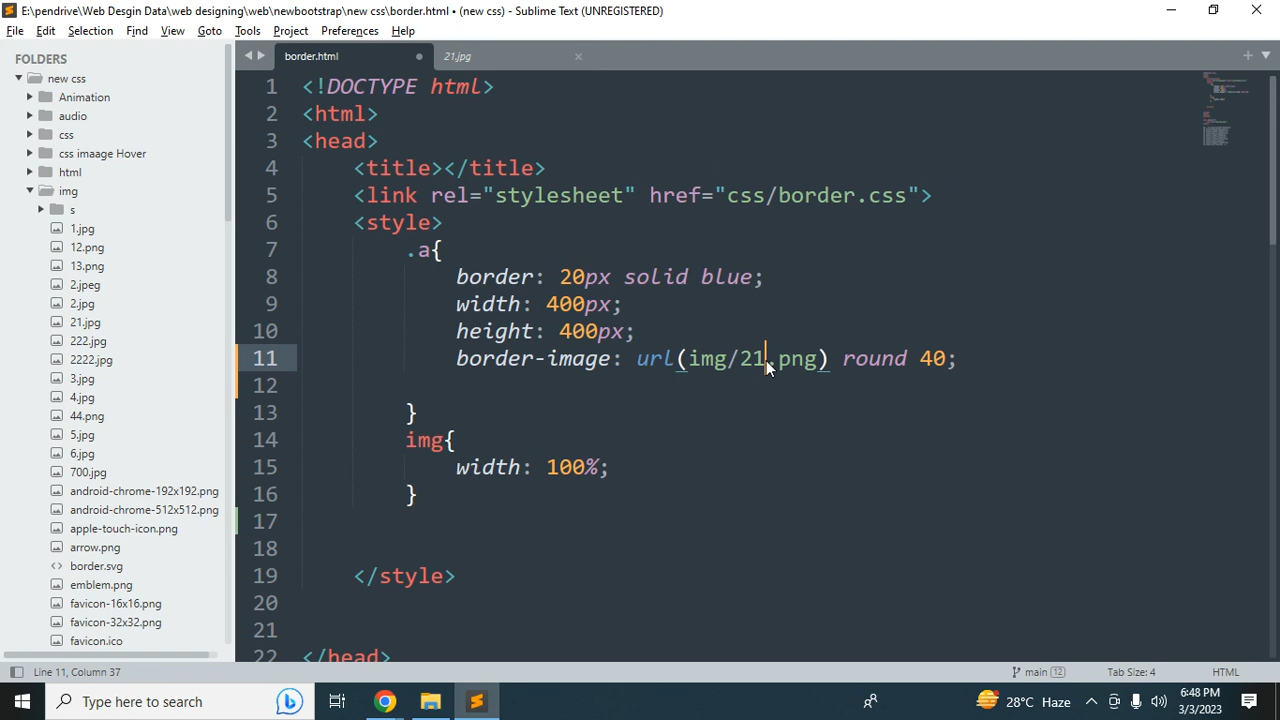 E:\pendrive\Web Desgin Data\web designing\web\newbootstrap\new css\border.html • (new css) - Sublime Text (UNREGISTERED)
File Edit Selection Find View Goto Tools Project Preferences Help
FOLDERS
new css
Animation
audio
css
css imaage Hover
html
img
s
1.jpg
12.png
13.png
2.jpeg
2.jpg
21.jpg
222.jpg
2222.jpg
3.jpg
4.jpg
44.png
5.jpg
6.jpg
700.jpg
android-chrome-192x192.png
android-chrome-512x512.png
apple-touch-icon.png
arrow.png
border.svg
emblem.png
favicon-16x16.png
favicon-32x32.png
favicon.ico
border.html 21.jpg
1 <!DOCTYPE html>
2 <html>
3 <head>
4 <title></title>
5 <link rel="stylesheet" href="css/border.css">
6 <style>
7 .a{
8 border: 20px solid blue;
9 width: 400px;
10 height: 400px;
11 border-image: url(img/21.png) round 40;
12
13 }
14 img{
15 width: 100%;
16 }
17
18
19 </style>
20
21
22 </head>
Line 11, Column 37 main 12 Tab Size: 4 HTML
Type here to search 28°C Haze 6:48 PM
3/3/2023